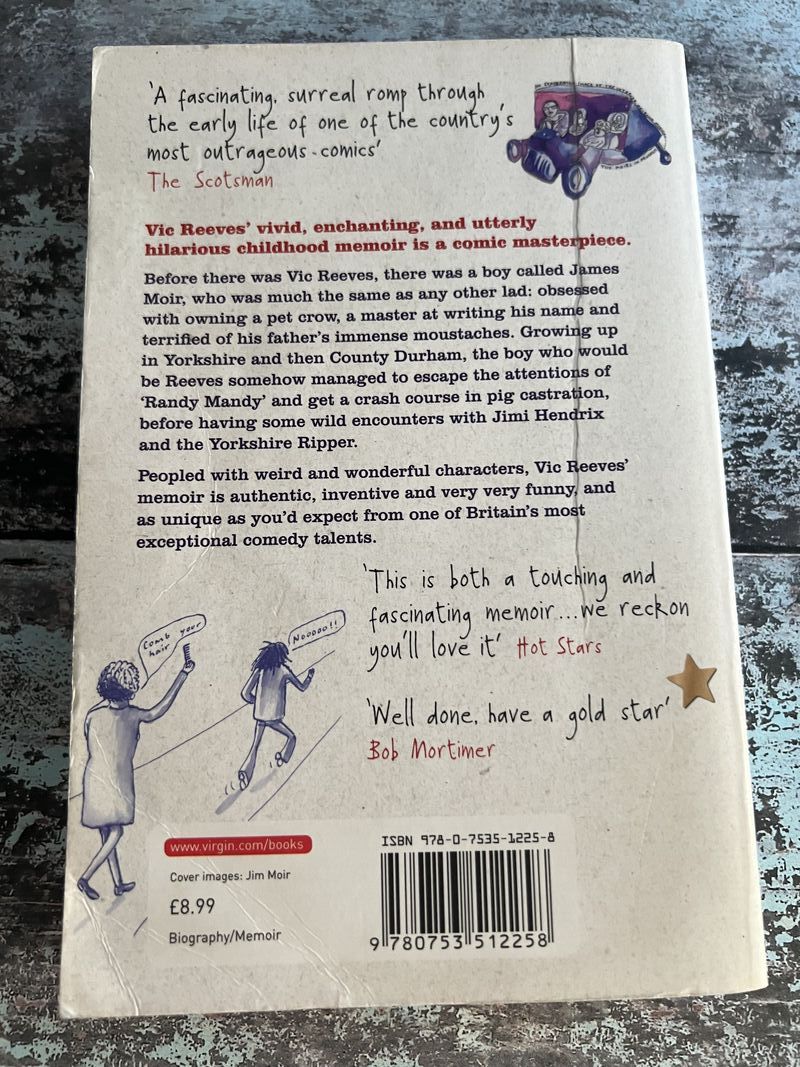 'A fascinating, surreal romp through
the early life of one of the country's
most outrageous comics'
The Scotsman
Vic Reeves' vivid, enchanting, and utterly
hilarious childhood memoir is a comic masterpiece.
Before there was Vic Reeves, there was a boy called James
Moir, who was much the same as any other lad: obsessed
with owning a pet crow, a master at writing his name and
terrified of his father's immense moustaches. Growing up
in Yorkshire and then County Durham, the boy who would
be Reeves somehow managed to escape the attentions of
'Randy Mandy' and get a crash course in pig castration,
before having some wild encounters with Jimi Hendrix
and the Yorkshire Ripper.
Peopled with weird and wonderful characters, Vic Reeves'
memoir is authentic, inventive and very very funny, and
as unique as you'd expect from one of Britain's most
exceptional comedy talents.
'This is both a touching and
fascinating memoir...we reckon
you'll love it' Hot Stars
'Well done, have a gold star'
Bob Mortimer
Comb your
hair
Nooooo!!
www.virgin.com/books
Cover images: Jim Moir
£8.99
Biography/Memoir
ISBN 978-0-7535-1225-8
9 780753 512258